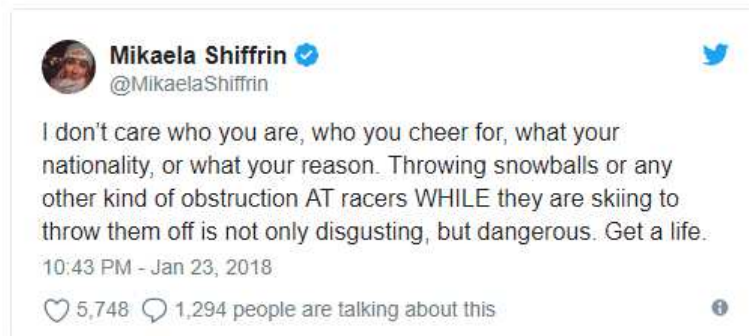 Mikaela Shiffrin
@MikaelaShiffrin
I don't care who you are, who you cheer for, what your
nationality, or what your reason. Throwing snowballs or any
other kind of obstruction AT racers WHILE they are skiing to
throw them off is not only disgusting, but dangerous. Get a life.
10:43 PM - Jan 23, 2018
5,748 1,294 people are talking about this